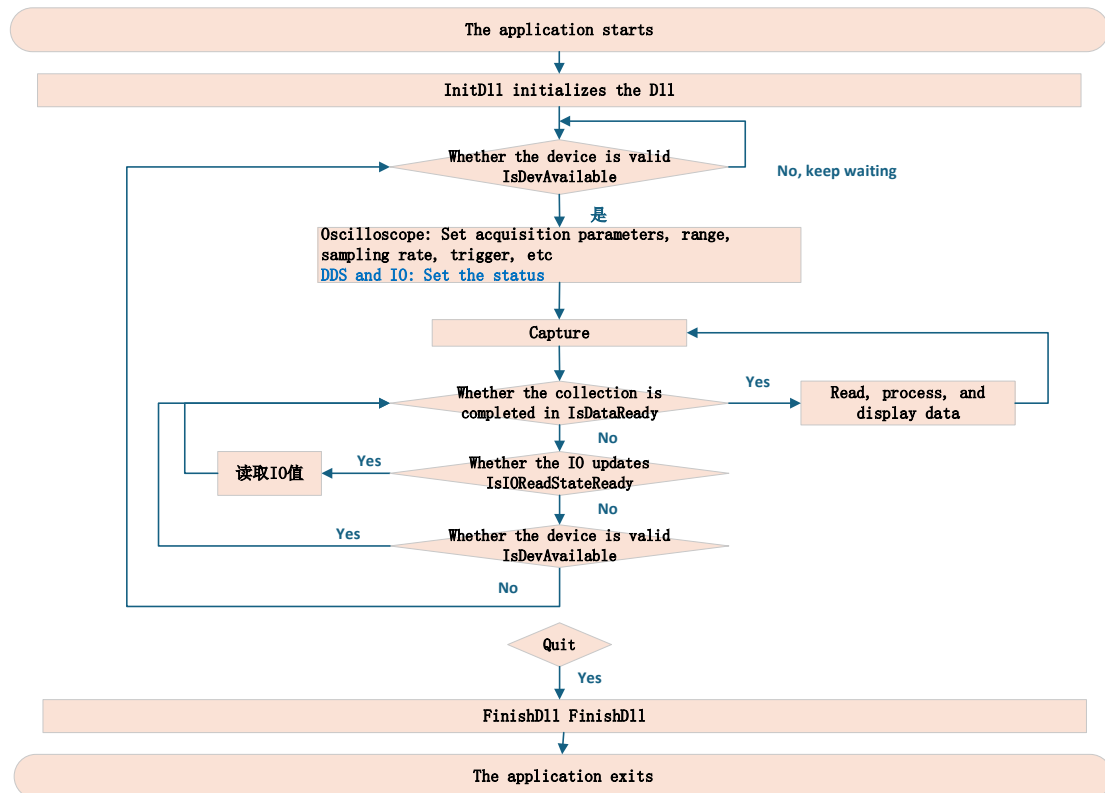 The application starts
InitDll initializes the Dll
Whether the device is valid
IsDevAvailable
No, keep waiting
是
Oscilloscope: Set acquisition parameters, range,
sampling rate, trigger, etc
DDS and IO: Set the status
Capture
Whether the collection is
completed in IsDataReady
Yes
Read, process, and
display data
No
Whether the IO updates
IsIOReadStateReady
Yes
读取IO值
No
Whether the device is valid
IsDevAvailable
Yes
No
Quit
Yes
FinishDll FinishDll
The application exits